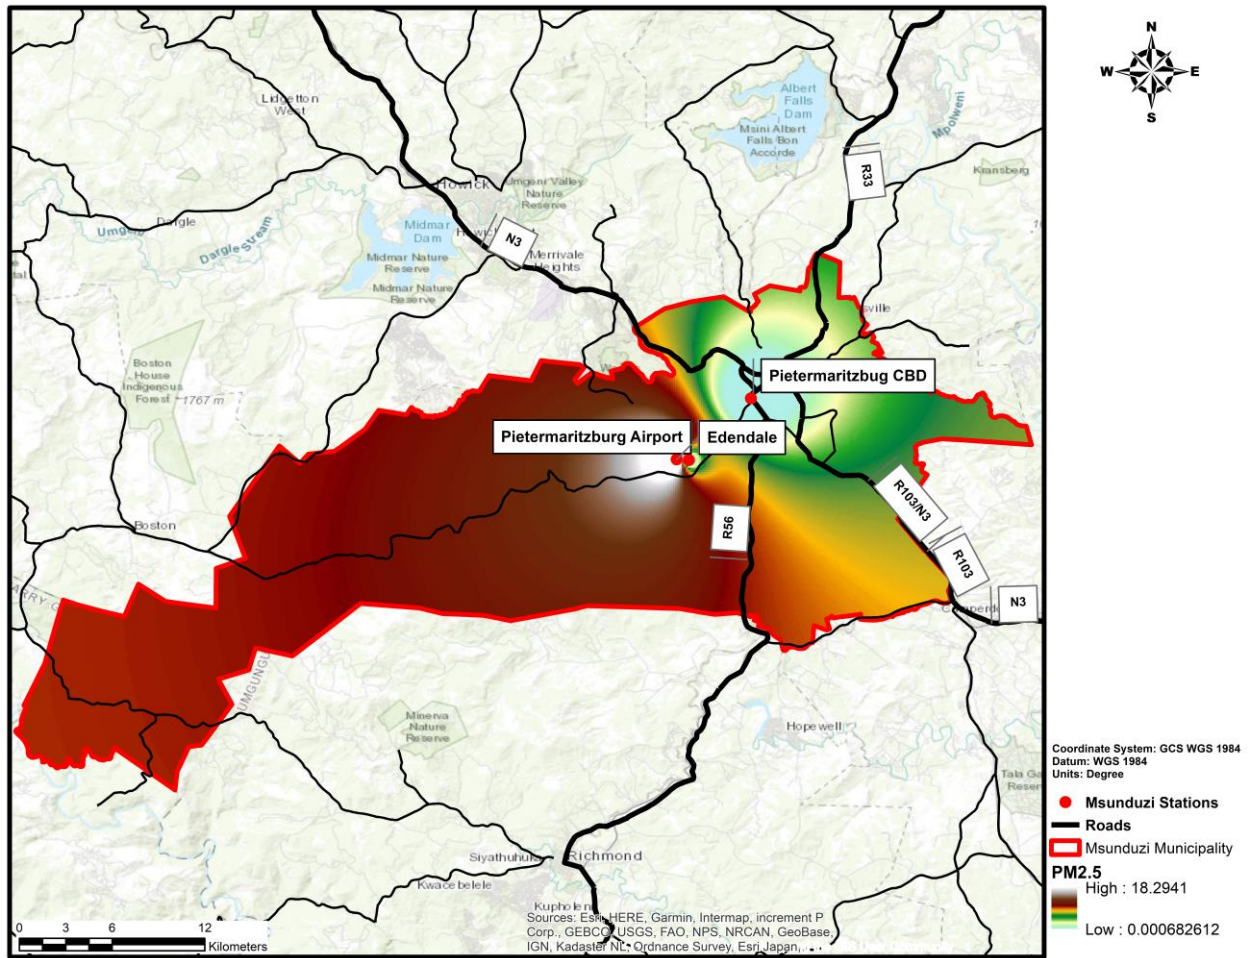 Albert
Falls
Dam
Msini Albert
Falls/Bon
Accorde
Mpolweni
Lidgetton
West
R33
Kransberg
Howick
Umgeni Valley
Nature
Reserve
Dargle
Dargle Stream
Midmar
Dam
N3
Merrivale
Heights
Midmar Nature
Reserve
Midmar Nature
Reserve
Boston
House
Indigenous
Forest
1767 m
Pietermaritzbug CBD
Pietermaritzburg Airport
Edendale
R103/N3
R56
Boston
R103
N3
Minerva
Nature
Reserve
Hopewell
Richmond
Kwacebelele
N
W
E
S
Coordinate System: GCS WGS 1984
Datum: WGS 1984
Units: Degree
Msunduzi Stations
Roads
Msunduzi Municipality
PM2.5
High : 18.2941
Low : 0.000682612
0 3 6 12
Kilometers
Sources: Esri, HERE, Garmin, Intermap, increment P
Corp., GEBCO, USGS, FAO, NPS, NRCAN, GeoBase,
IGN, Kadaster NL, Ordnance Survey, Esri Japan,